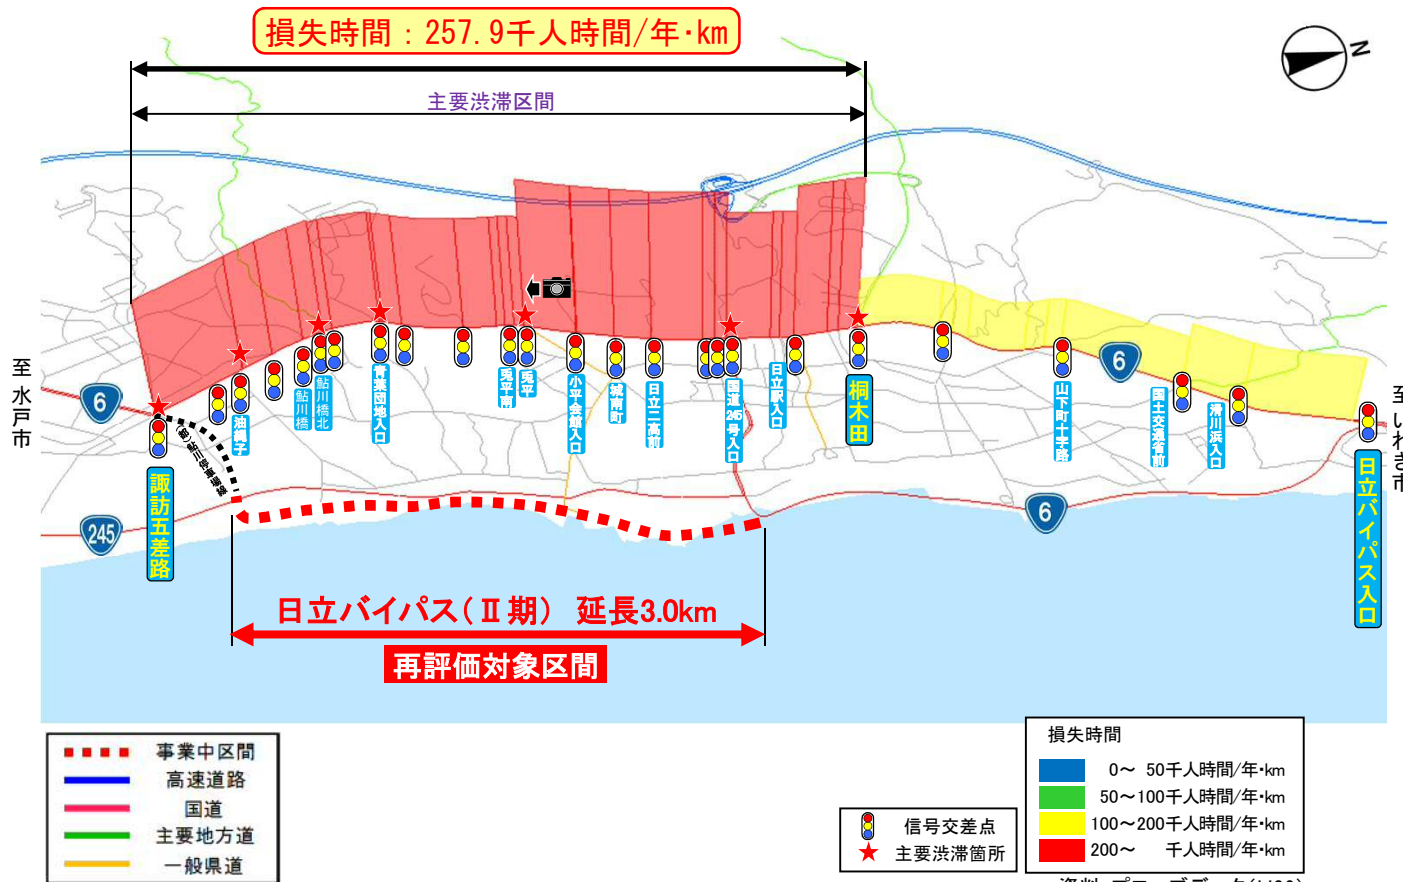 損失時間：257.9千人時間/年・km
N
主要渋滞区間
至 水戸市
6
245
諏訪五差路
(都)鮎川停車場線
油縄子
鮎川橋
鮎川橋北
青葉団地入口
兎平南
兎平
小平会館入口
城南町
日立二高前
国道245号入口
日立駅入口
桐木田
山下町十字路
6
国土交通省前
滑川浜入口
日立バイパス入口
至 いわき市
6
日立バイパス(Ⅱ期) 延長3.0km
再評価対象区間
事業中区間
高速道路
国道
主要地方道
一般県道
信号交差点
主要渋滞箇所
損失時間
0～ 50千人時間/年・km
50～100千人時間/年・km
100～200千人時間/年・km
200～ 千人時間/年・km